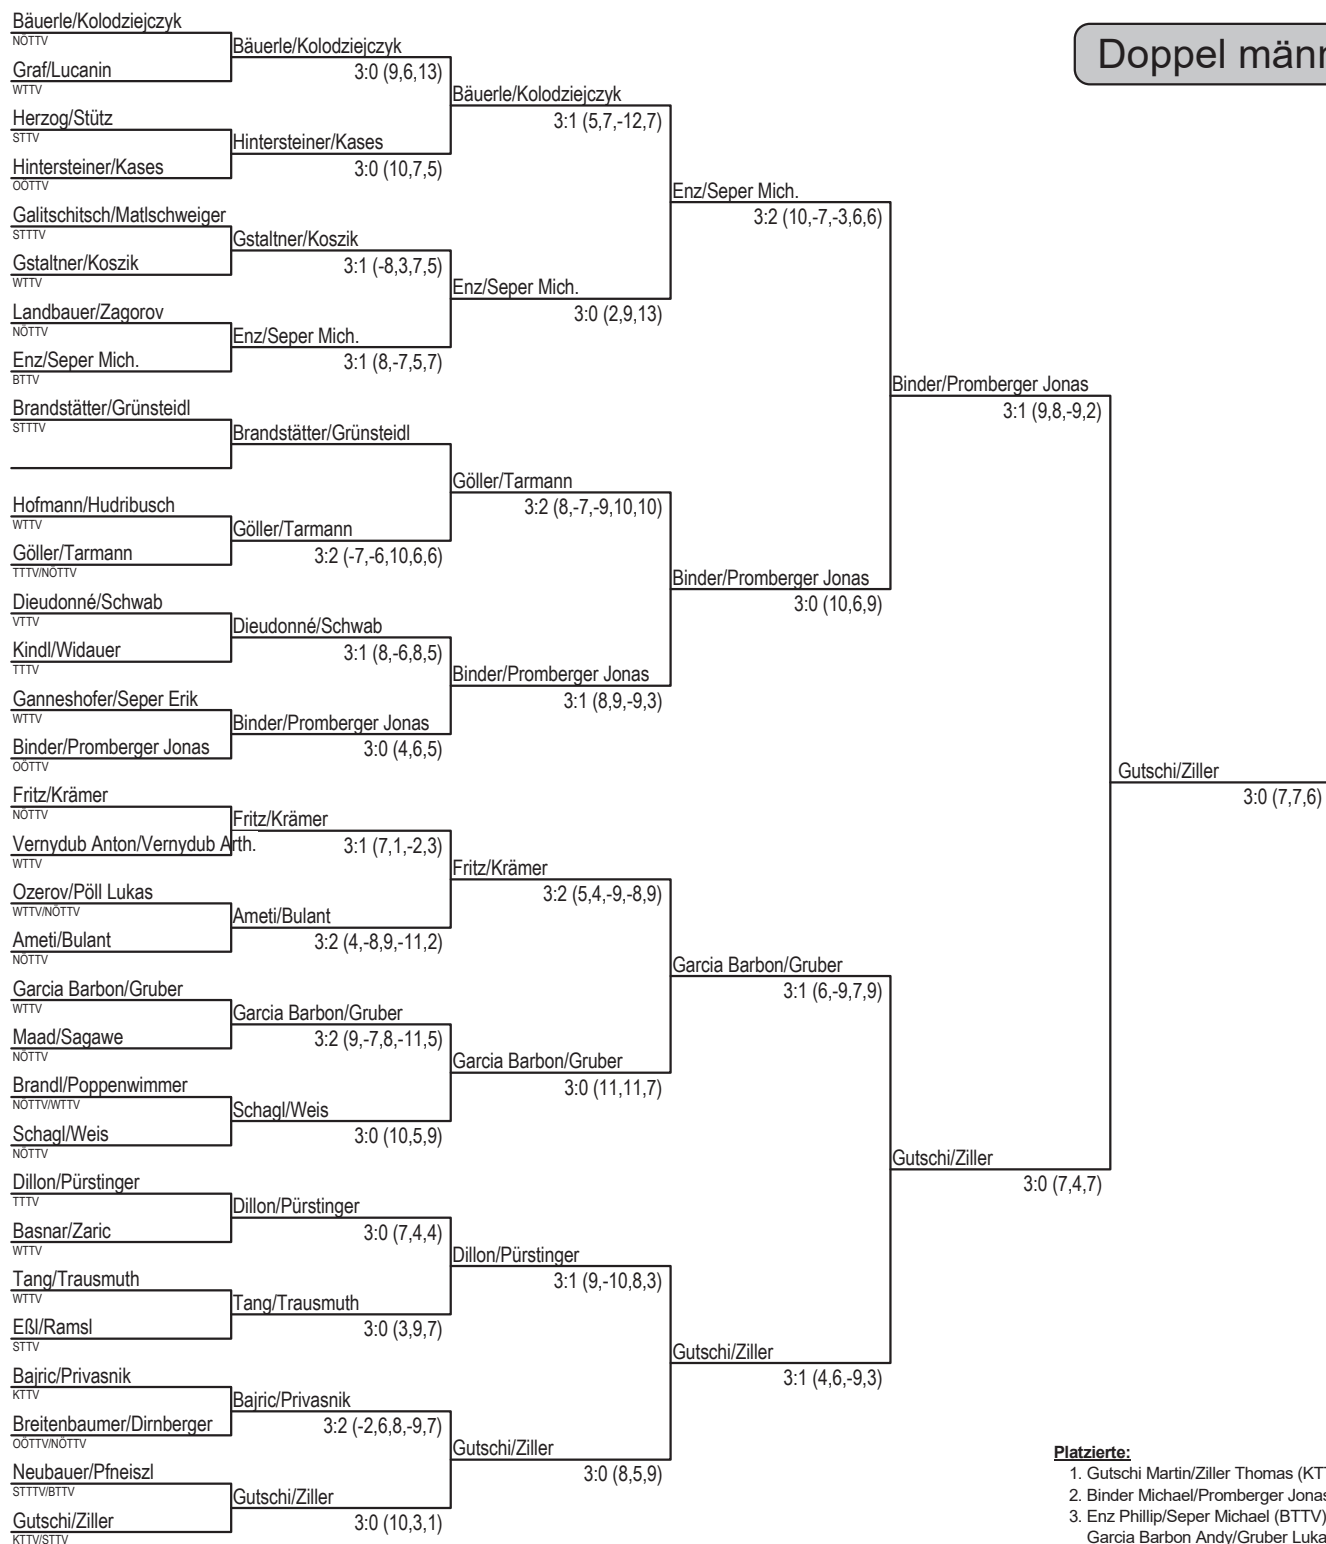 Doppel männ
Bäuerle/Kolodziejczyk
NÖTTV
Graf/Lucanin
WTTV
Herzog/Stütz
STTV
Hintersteiner/Kases
OÖTTV
Galitschitsch/Matlschweiger
STTTV
Gstaltner/Koszik
WTTV
Landbauer/Zagorov
NÖTTV
Enz/Seper Mich.
BTTV
Brandstätter/Grünsteidl
STTTV
Hofmann/Hudribusch
WTTV
Göller/Tarmann
TTTV/NÖTTV
Dieudonné/Schwab
VTTV
Kindl/Widauer
TTTV
Ganneshofer/Seper Erik
WTTV
Binder/Promberger Jonas
OÖTTV
Fritz/Krämer
NÖTTV
Vernydub Anton/Vernydub Arth.
WTTV
Ozerov/Pöll Lukas
WTTV/NÖTTV
Ameti/Bulant
NÖTTV
Garcia Barbon/Gruber
WTTV
Maad/Sagawe
NÖTTV
Brandl/Poppenwimmer
NÖTTV/WTTV
Schagl/Weis
NÖTTV
Dillon/Pürstinger
TTTV
Basnar/Zaric
WTTV
Tang/Trausmuth
WTTV
Eßl/Ramsl
STTV
Bajric/Privasnik
KTTV
Breitenbaumer/Dirnberger
OÖTTV/NÖTTV
Neubauer/Pfneiszl
STTTV/BTTV
Gutschi/Ziller
KTTV/STTV
Bäuerle/Kolodziejczyk
3:0 (9,6,13)
Hintersteiner/Kases
3:0 (10,7,5)
Gstaltner/Koszik
3:1 (-8,3,7,5)
Enz/Seper Mich.
3:1 (8,-7,5,7)
Brandstätter/Grünsteidl
Göller/Tarmann
3:2 (-7,-6,10,6,6)
Dieudonné/Schwab
3:1 (8,-6,8,5)
Binder/Promberger Jonas
3:0 (4,6,5)
Fritz/Krämer
3:1 (7,1,-2,3)
Ameti/Bulant
3:2 (4,-8,9,-11,2)
Garcia Barbon/Gruber
3:2 (9,-7,8,-11,5)
Schagl/Weis
3:0 (10,5,9)
Dillon/Pürstinger
3:0 (7,4,4)
Tang/Trausmuth
3:0 (3,9,7)
Bajric/Privasnik
3:2 (-2,6,8,-9,7)
Gutschi/Ziller
3:0 (10,3,1)
Bäuerle/Kolodziejczyk
3:1 (5,7,-12,7)
Enz/Seper Mich.
3:0 (2,9,13)
Göller/Tarmann
3:2 (8,-7,-9,10,10)
Binder/Promberger Jonas
3:1 (8,9,-9,3)
Fritz/Krämer
3:2 (5,4,-9,-8,9)
Garcia Barbon/Gruber
3:0 (11,11,7)
Dillon/Pürstinger
3:1 (9,-10,8,3)
Gutschi/Ziller
3:0 (8,5,9)
Enz/Seper Mich.
3:2 (10,-7,-3,6,6)
Binder/Promberger Jonas
3:0 (10,6,9)
Garcia Barbon/Gruber
3:1 (6,-9,7,9)
Gutschi/Ziller
3:1 (4,6,-9,3)
Binder/Promberger Jonas
3:1 (9,8,-9,2)
Gutschi/Ziller
3:0 (7,4,7)
Gutschi/Ziller
3:0 (7,7,6)
Platzierte:
1. Gutschi Martin/Ziller Thomas (KTT
2. Binder Michael/Promberger Jonas
3. Enz Phillip/Seper Michael (BTTV)
Garcia Barbon Andy/Gruber Luka